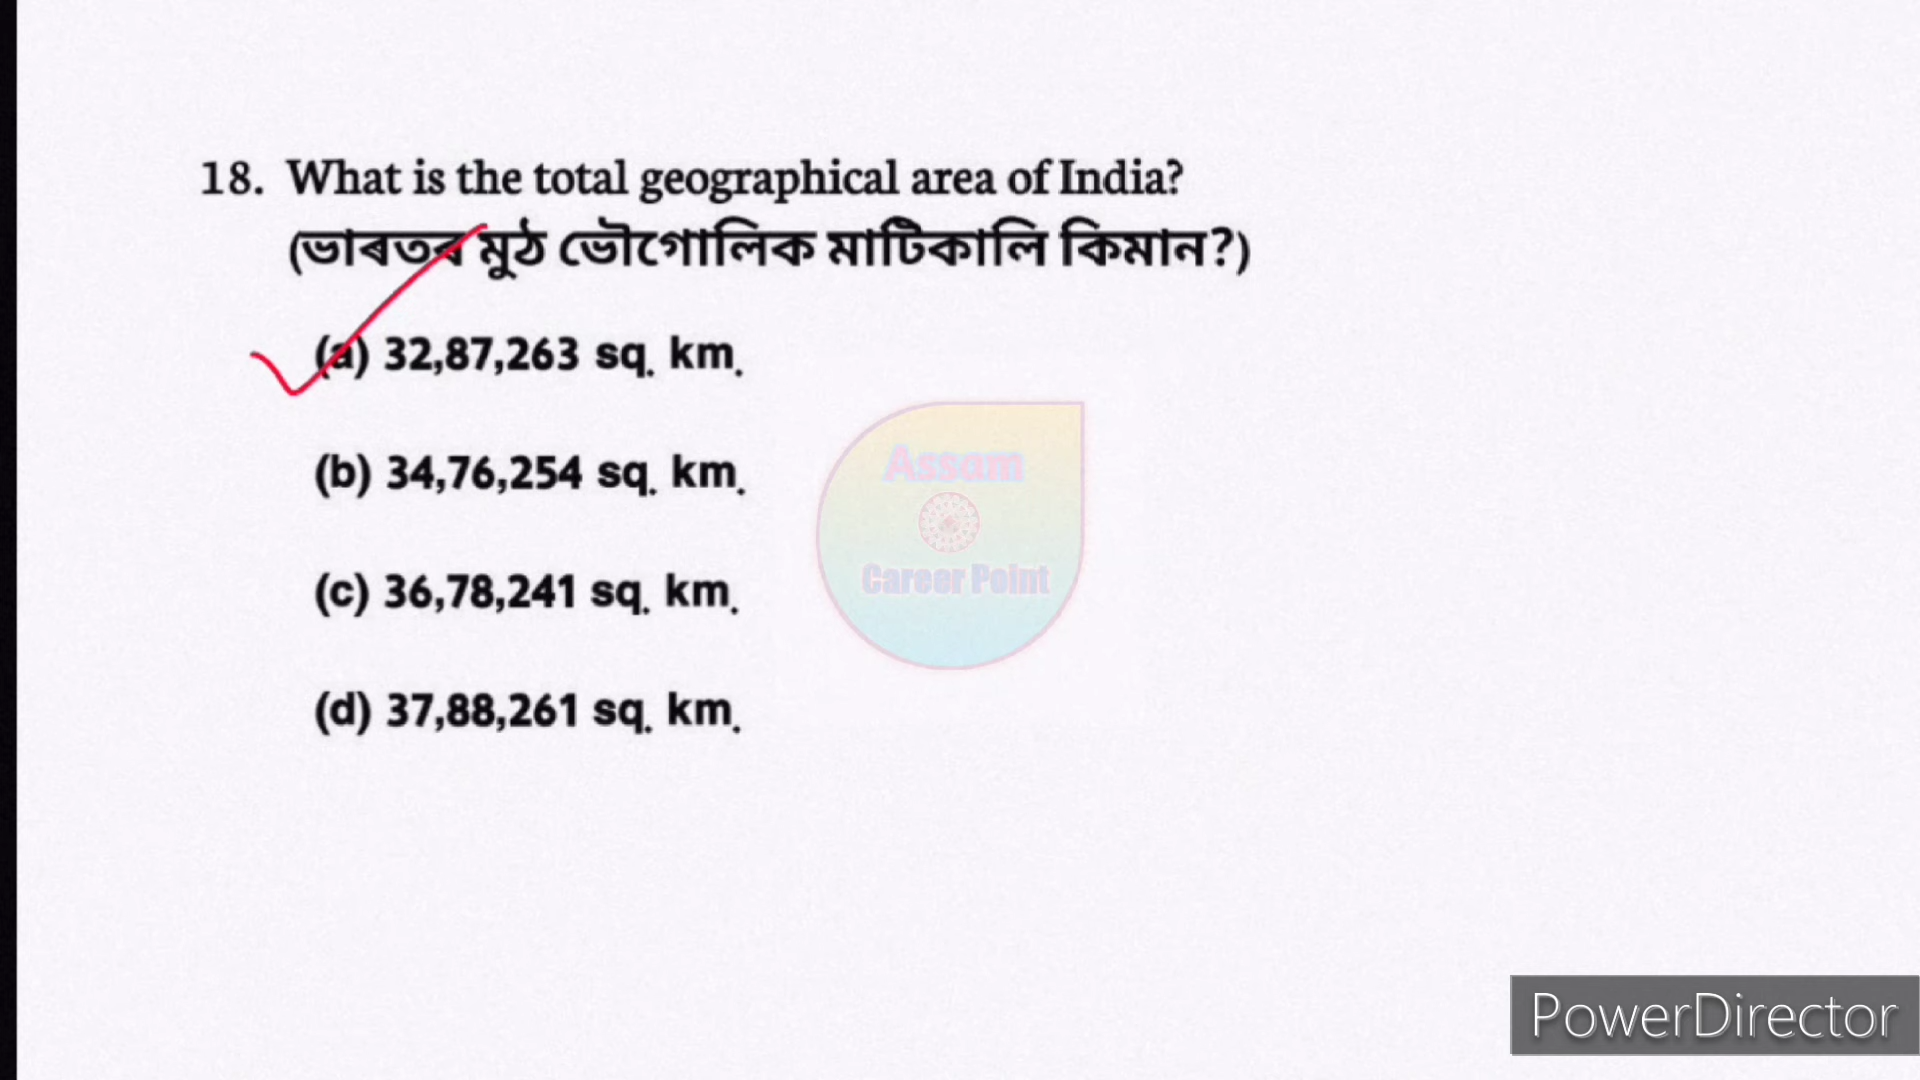 18. What is the total geographical area of India?
(ভাৰতৰ মুঠ ভৌগোলিক মাটিকালি কিমান?)
(a) 32,87,263 sq. km.
(b) 34,76,254 sq. km.
(c) 36,78,241 sq. km.
(d) 37,88,261 sq. km.
Assam
Career Point
PowerDirector